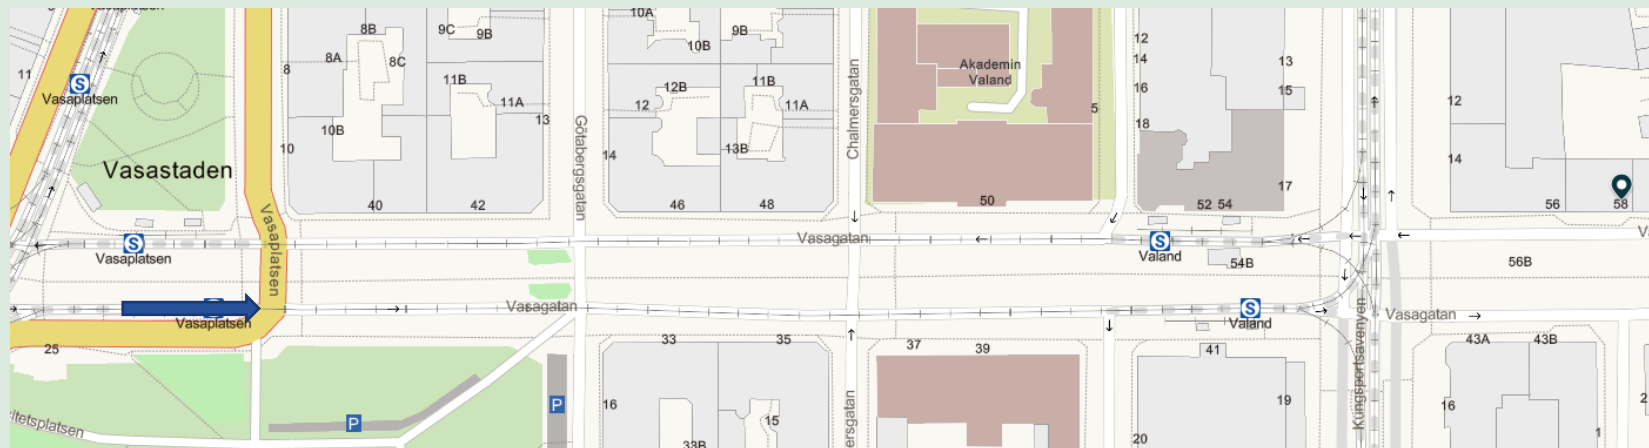 10A
8B
9C
9B
9B
10B
12
13
8A
8C
14
Akademin
Valand
11
8
11B
12B
11B
13
Vasaplatsen
11A
12
11A
16
15
12
13
5
18
10B
10
14
13B
14
Götabergsgatan
Chalmersgatan
Vasastaden
40
42
46
48
50
52
54
17
56
58
Vasaplatsen
Vasagatan
S
Vasaplatsen
S
Valand
54B
56B
Vasaplatsen
Vasagatan
S
Valand
Vasagatan
Kungsportsavenyen
25
33
35
37
39
41
43A
43B
16
15
19
16
P
P
33B
20
1
2